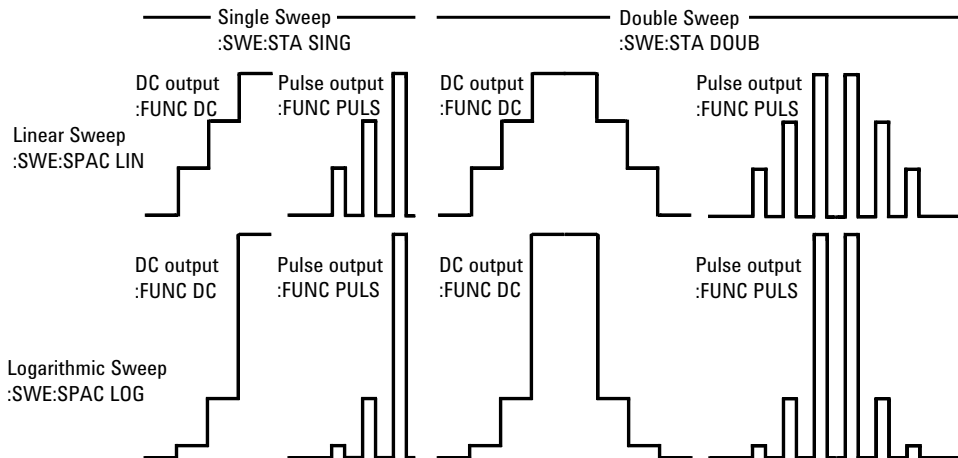 Single Sweep
:SWE:STA SING
Double Sweep
:SWE:STA DOUB
DC output
:FUNC DC
Pulse output
:FUNC PULS
DC output
:FUNC DC
Pulse output
:FUNC PULS
Linear Sweep
:SWE:SPAC LIN
DC output
:FUNC DC
Pulse output
:FUNC PULS
DC output
:FUNC DC
Pulse output
:FUNC PULS
Logarithmic Sweep
:SWE:SPAC LOG